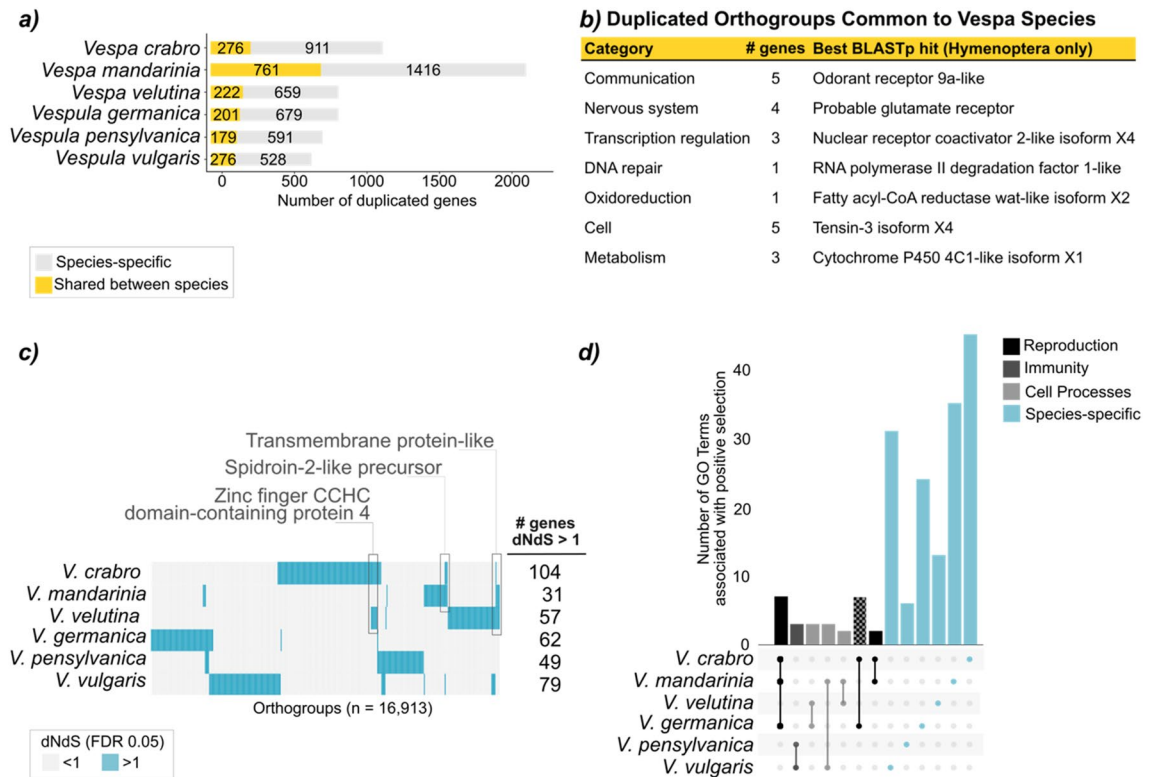 a)
Vespa crabro 276 911
Vespa mandarinia 761 1416
Vespa velutina 222 659
Vespula germanica 201 679
Vespula pensylvanica 179 591
Vespula vulgaris 276 528
0 500 1000 1500 2000
Number of duplicated genes
Species-specific
Shared between species
b) Duplicated Orthogroups Common to Vespa Species
Category # genes Best BLASTp hit (Hymenoptera only)
Communication 5 Odorant receptor 9a-like
Nervous system 4 Probable glutamate receptor
Transcription regulation 3 Nuclear receptor coactivator 2-like isoform X4
DNA repair 1 RNA polymerase II degradation factor 1-like
Oxidoreduction 1 Fatty acyl-CoA reductase wat-like isoform X2
Cell 5 Tensin-3 isoform X4
Metabolism 3 Cytochrome P450 4C1-like isoform X1
c)
Transmembrane protein-like
Spidroin-2-like precursor
Zinc finger CCHC
domain-containing protein 4
# genes
dNdS > 1
V. crabro 104
V. mandarinia 31
V. velutina 57
V. germanica 62
V. pensylvanica 49
V. vulgaris 79
Orthogroups (n = 16,913)
dNdS (FDR 0.05)
<1 >1
d)
Number of GO Terms
associated with positive selection
40
30
20
10
0
Reproduction
Immunity
Cell Processes
Species-specific
V. crabro
V. mandarinia
V. velutina
V. germanica
V. pensylvanica
V. vulgaris